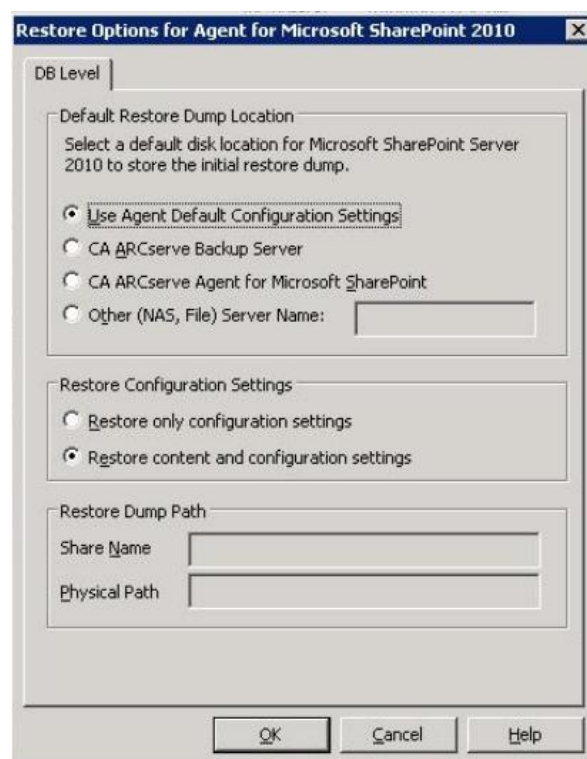 Restore Options for Agent for Microsoft SharePoint 2010
DB Level
Default Restore Dump Location
Select a default disk location for Microsoft SharePoint Server
2010 to store the initial restore dump.
Use Agent Default Configuration Settings
CA ARCserve Backup Server
CA ARCserve Agent for Microsoft SharePoint
Other (NAS, File) Server Name:
Restore Configuration Settings
Restore only configuration settings
Restore content and configuration settings
Restore Dump Path
Share Name
Physical Path
OK Cancel Help